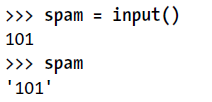 >>> spam = input()
101
>>> spam
'101'